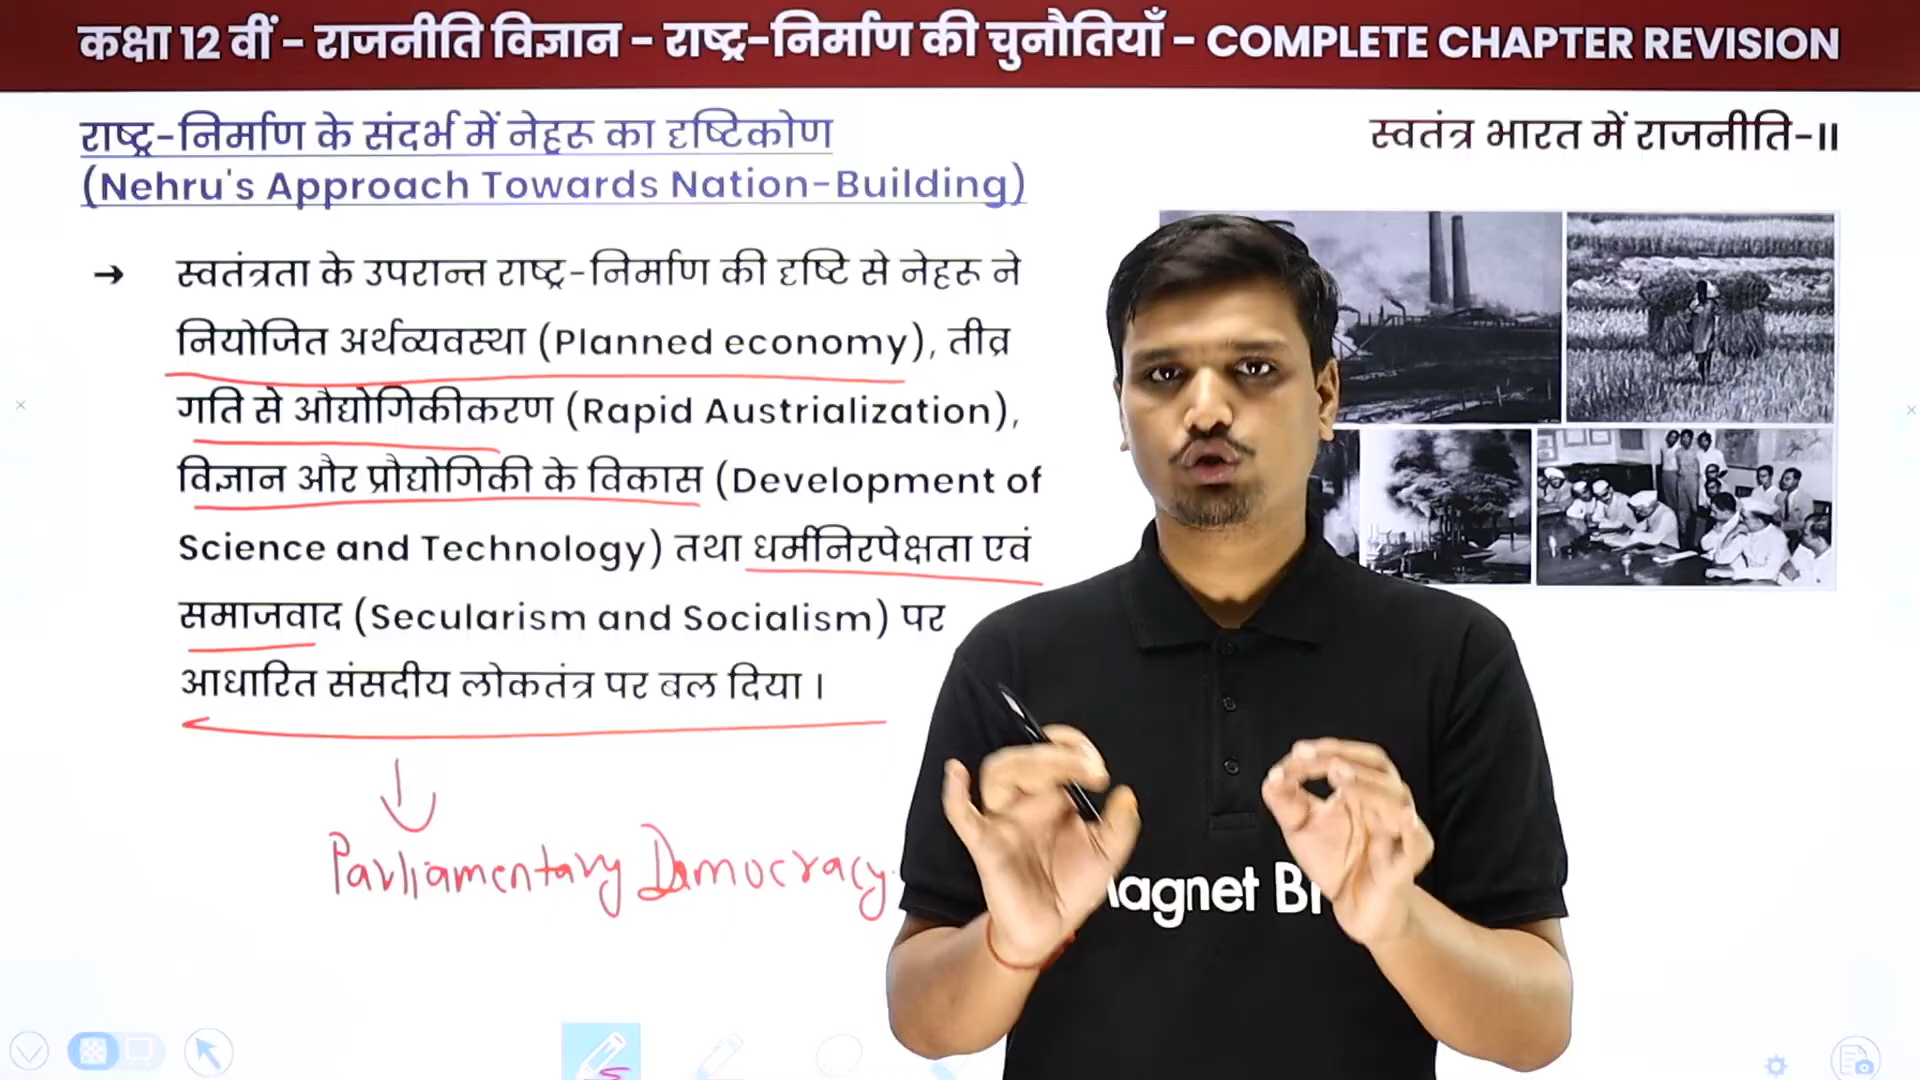 कक्षा 12 वीं - राजनीति विज्ञान - राष्ट्र-निर्माण की चुनौतियाँ - COMPLETE CHAPTER REVISION
राष्ट्र-निर्माण के संदर्भ में नेहरू का दृष्टिकोण
(Nehru's Approach Towards Nation-Building)
स्वतंत्र भारत में राजनीति-II
→ स्वतंत्रता के उपरान्त राष्ट्र-निर्माण की दृष्टि से नेहरू ने
नियोजित अर्थव्यवस्था (Planned economy), तीव्र
गति से औद्योगिकीकरण (Rapid Austrialization),
विज्ञान और प्रौद्योगिकी के विकास (Development of
Science and Technology) तथा धर्मनिरपेक्षता एवं
समाजवाद (Secularism and Socialism) पर
आधारित संसदीय लोकतंत्र पर बल दिया ।
Parliamentary Damocracy.
agnet Br